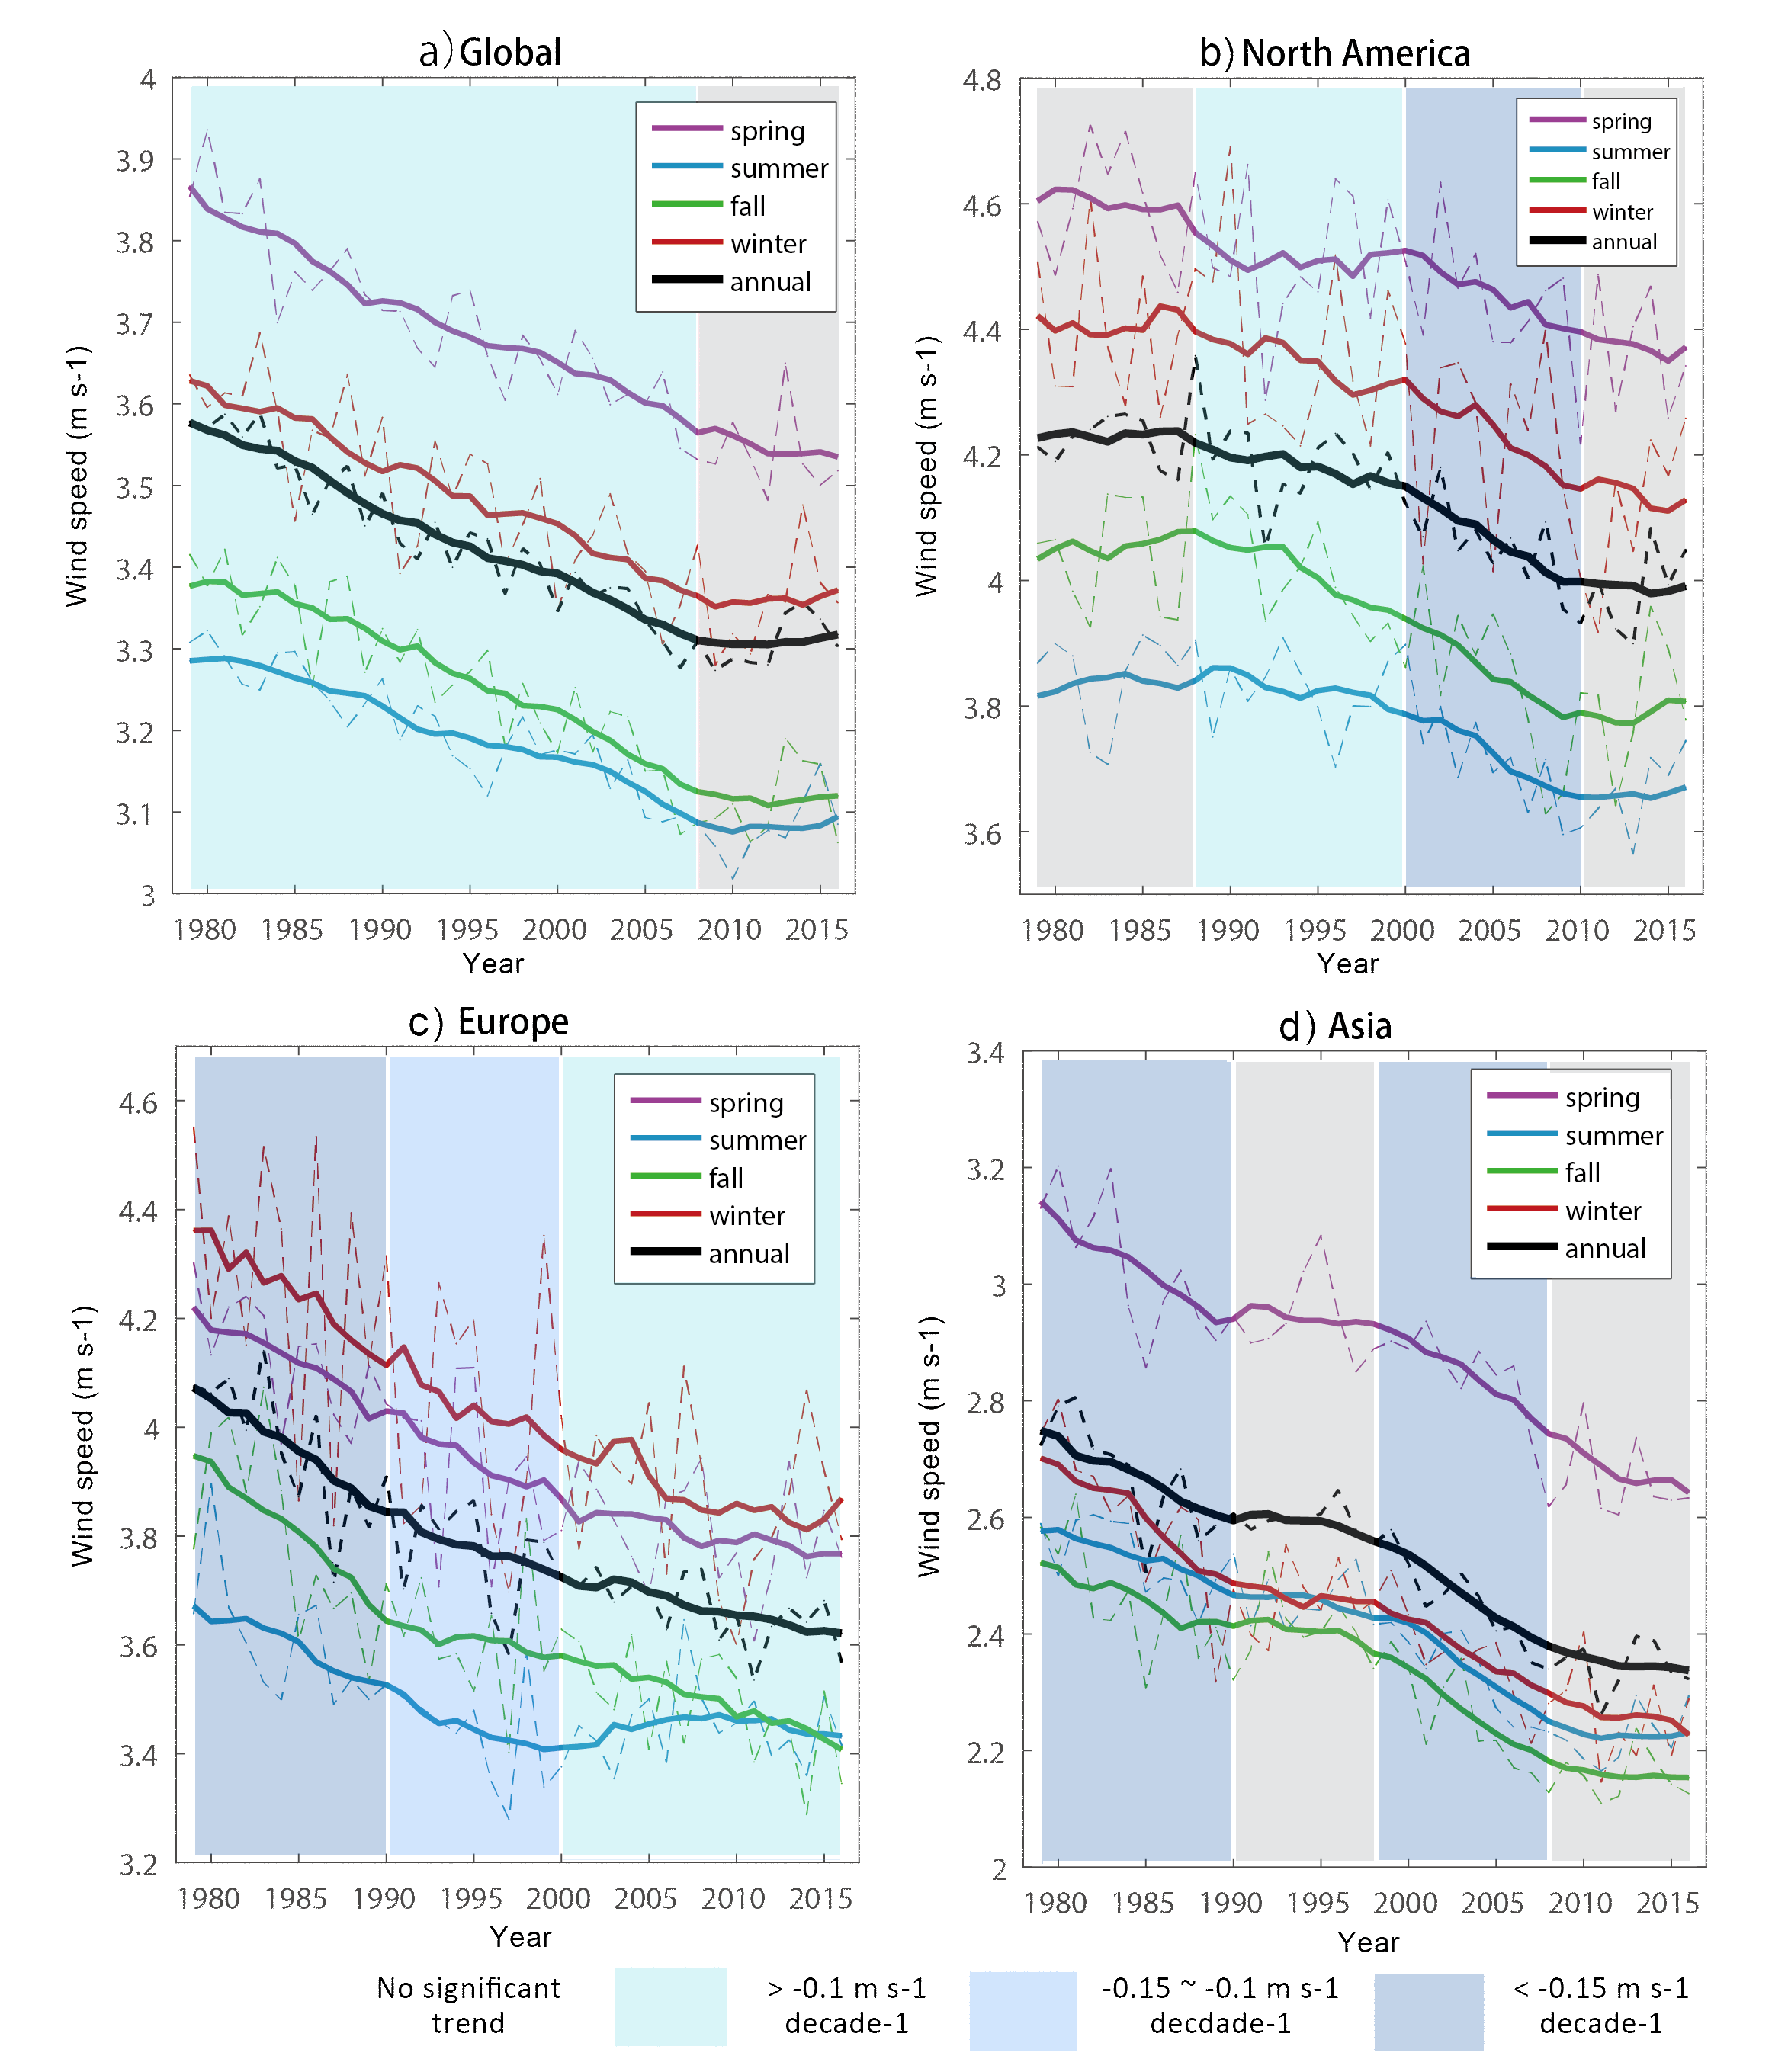 a) Global
4
3.9
3.8
3.7
3.6
3.5
3.4
3.3
3.2
3.1
3
Wind speed (m s-1)
spring
summer
fall
winter
annual
1980 1985 1990 1995 2000 2005 2010 2015
Year
b) North America
4.8
4.6
4.4
4.2
4
3.8
3.6
Wind speed (m s-1)
spring
summer
fall
winter
annual
1980 1985 1990 1995 2000 2005 2010 2015
Year
c) Europe
4.6
4.4
4.2
4
3.8
3.6
3.4
3.2
Wind speed (m s-1)
spring
summer
fall
winter
annual
1980 1985 1990 1995 2000 2005 2010 2015
Year
d) Asia
3.4
3.2
3
2.8
2.6
2.4
2.2
2
Wind speed (m s-1)
spring
summer
fall
winter
annual
1980 1985 1990 1995 2000 2005 2010 2015
Year
No significant
trend
> -0.1 m s-1
decade-1
-0.15 ~ -0.1 m s-1
decdade-1
< -0.15 m s-1
decade-1